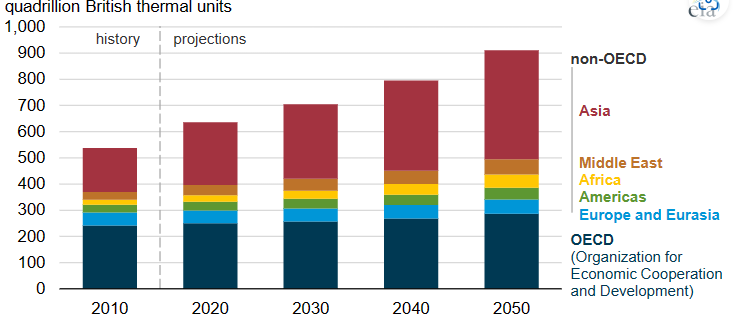 quadrillion British thermal units
1,000
900
800
700
600
500
400
300
200
100
0
history
projections
2010
2020
2030
2040
2050
non-OECD
Asia
Middle East
Africa
Americas
Europe and Eurasia
OECD
(Organization for
Economic Cooperation
and Development)
eia